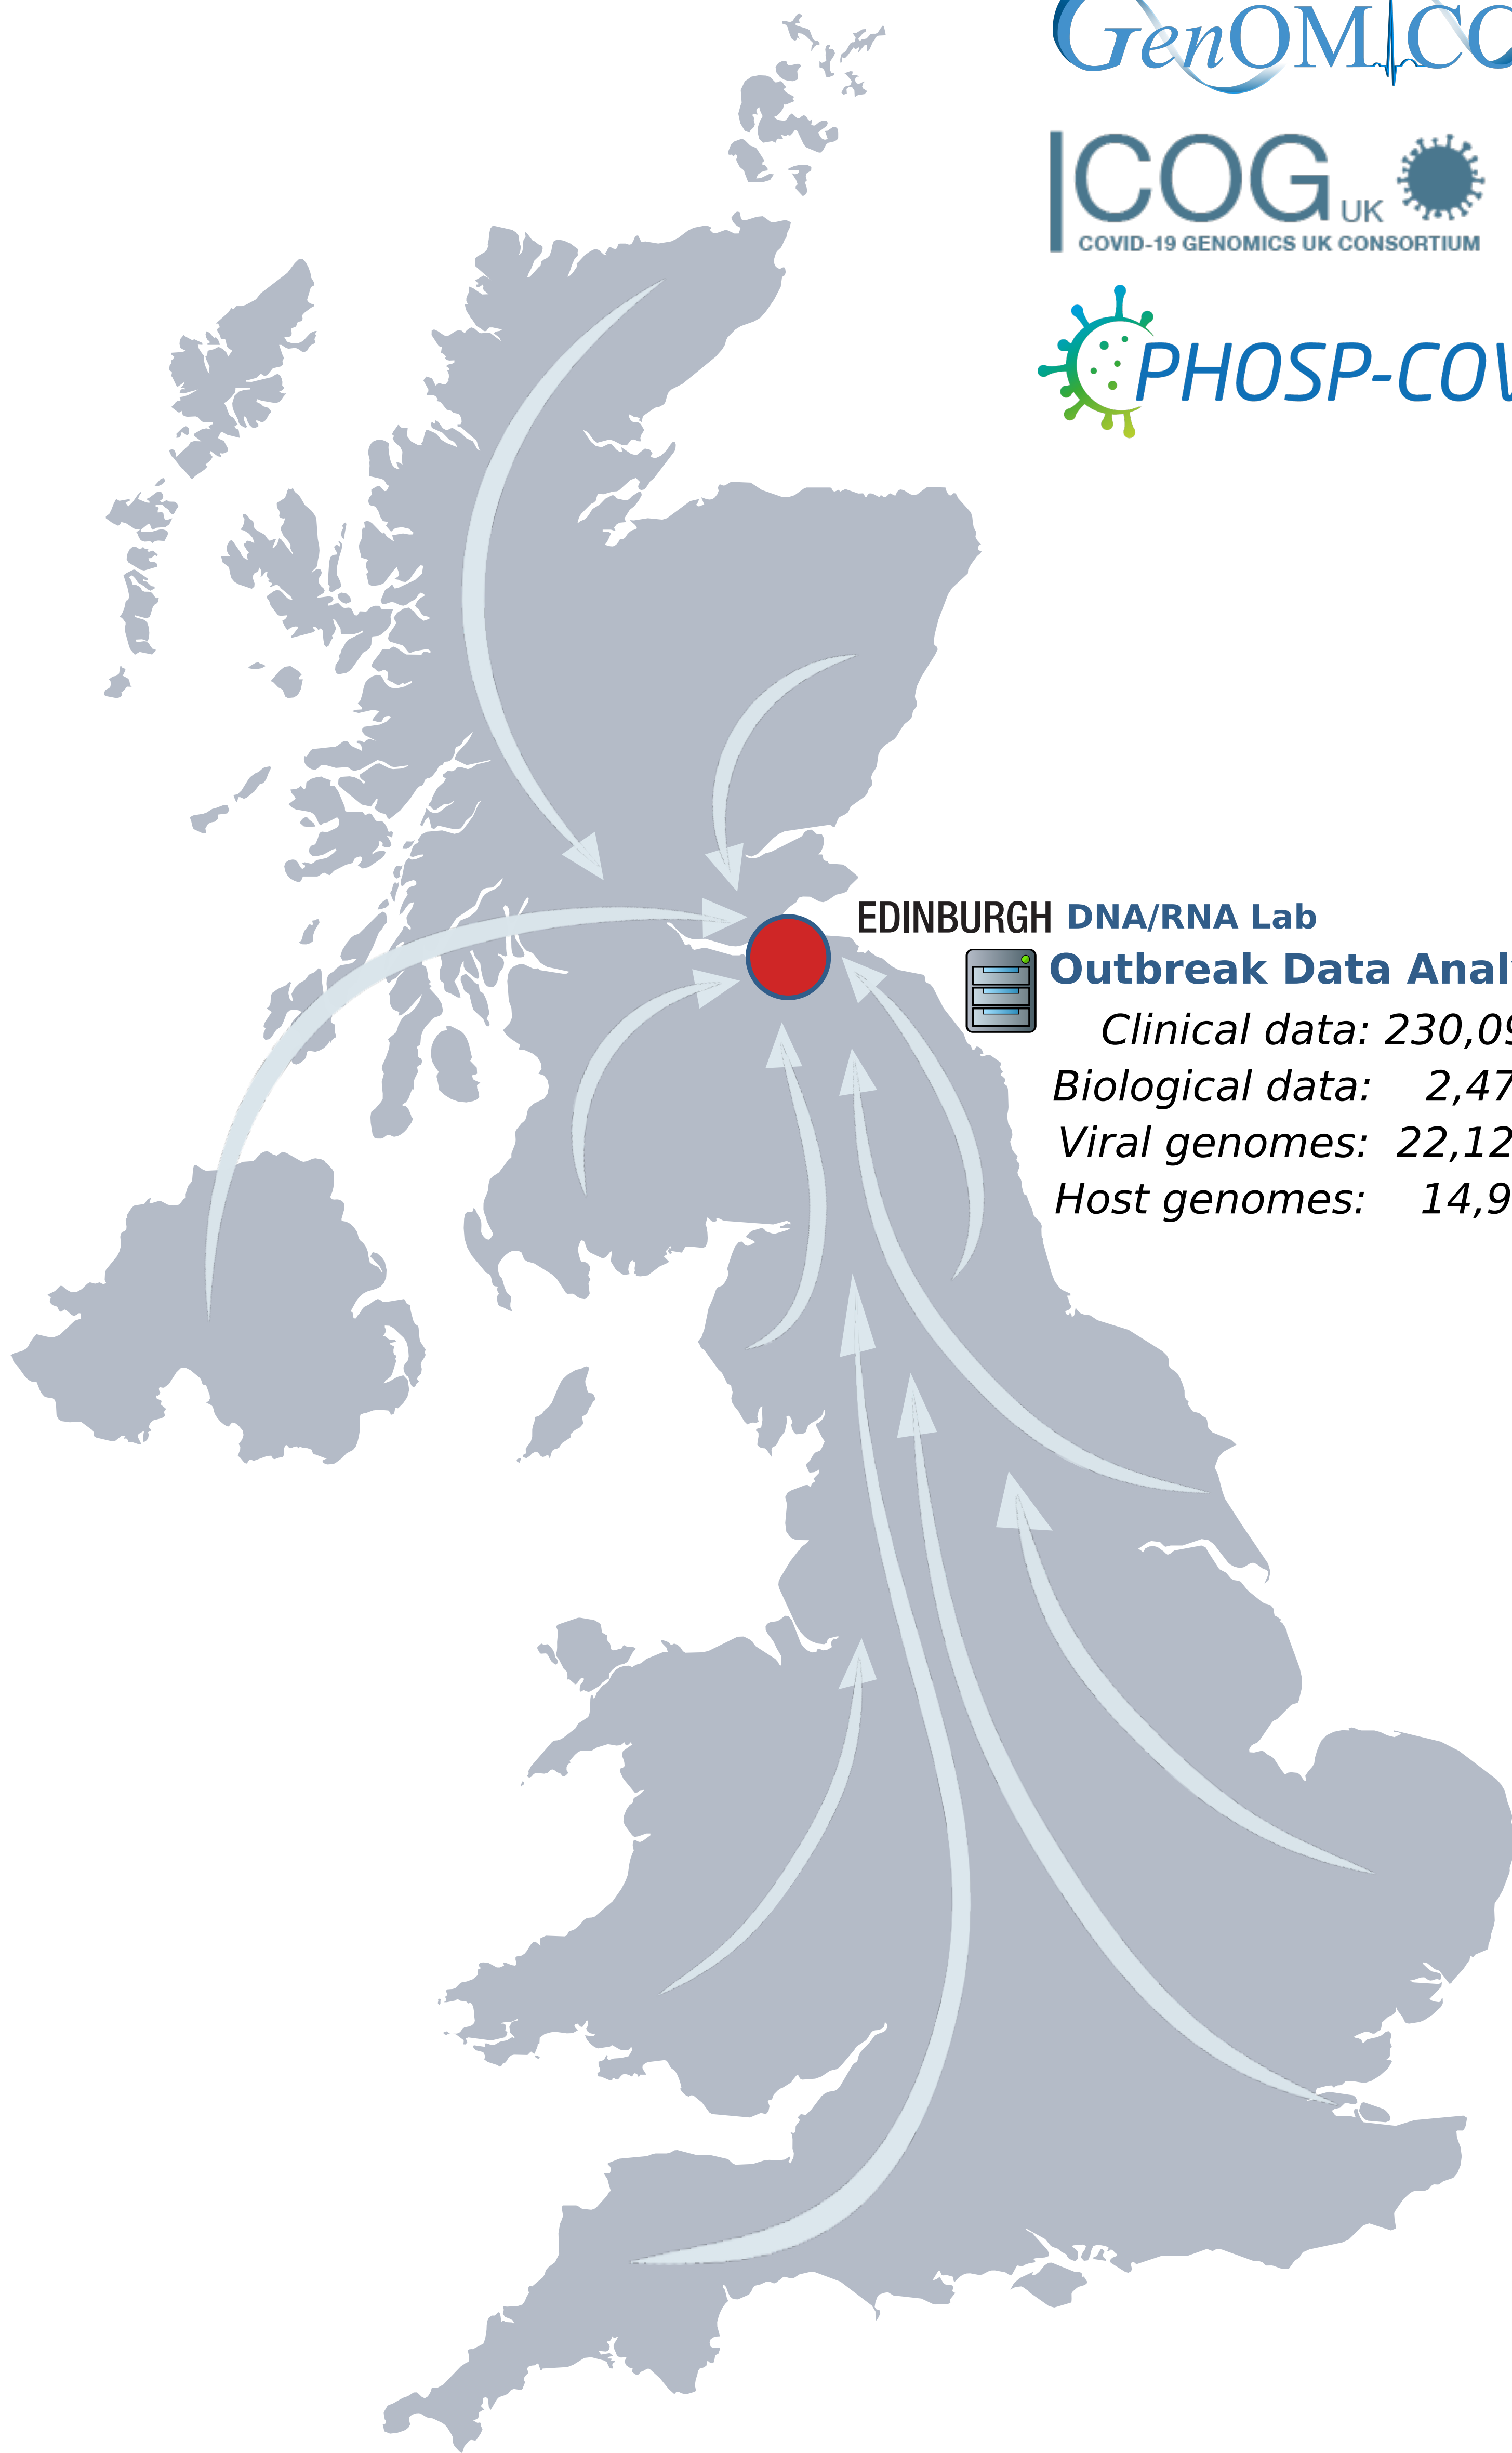 GenOMICC
COG UK
COVID-19 GENOMICS UK CONSORTIUM
PHOSP-COV
EDINBURGH DNA/RNA Lab
Outbreak Data Anal
Clinical data: 230,09
Biological data: 2,47
Viral genomes: 22,12
Host genomes: 14,9